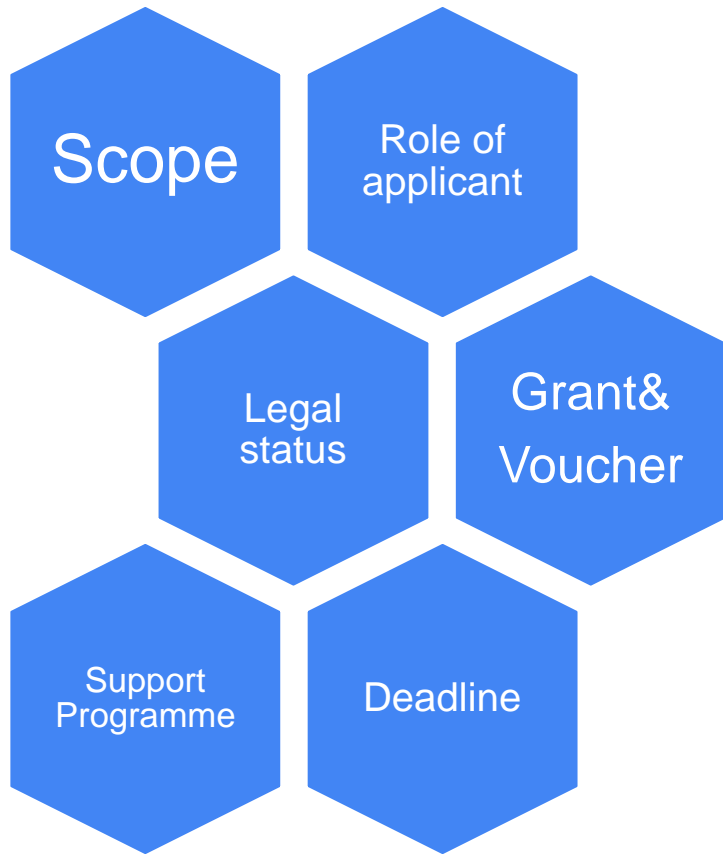 Scope
Role of
applicant
Legal
status
Grant&
Voucher
Support
Programme
Deadline